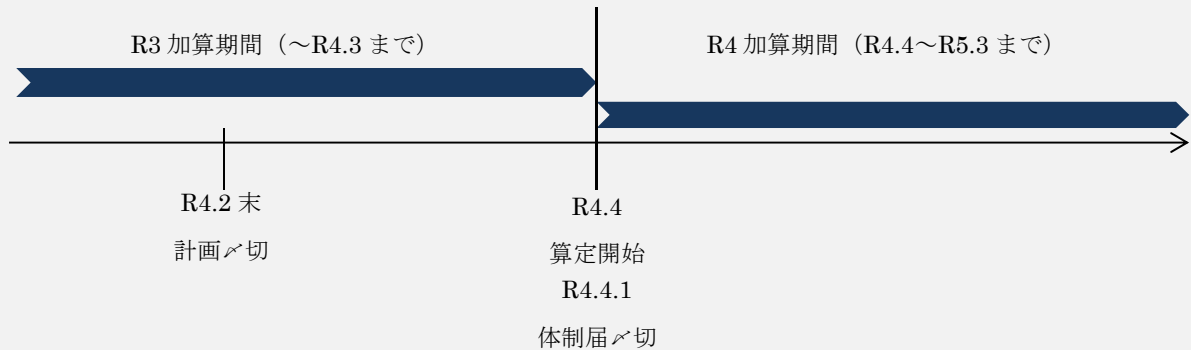 R3 加算期間（～R4.3 まで）
R4 加算期間（R4.4～R5.3 まで）
R4.2 末
計画〆切
R4.4
算定開始
R4.4.1
体制届〆切